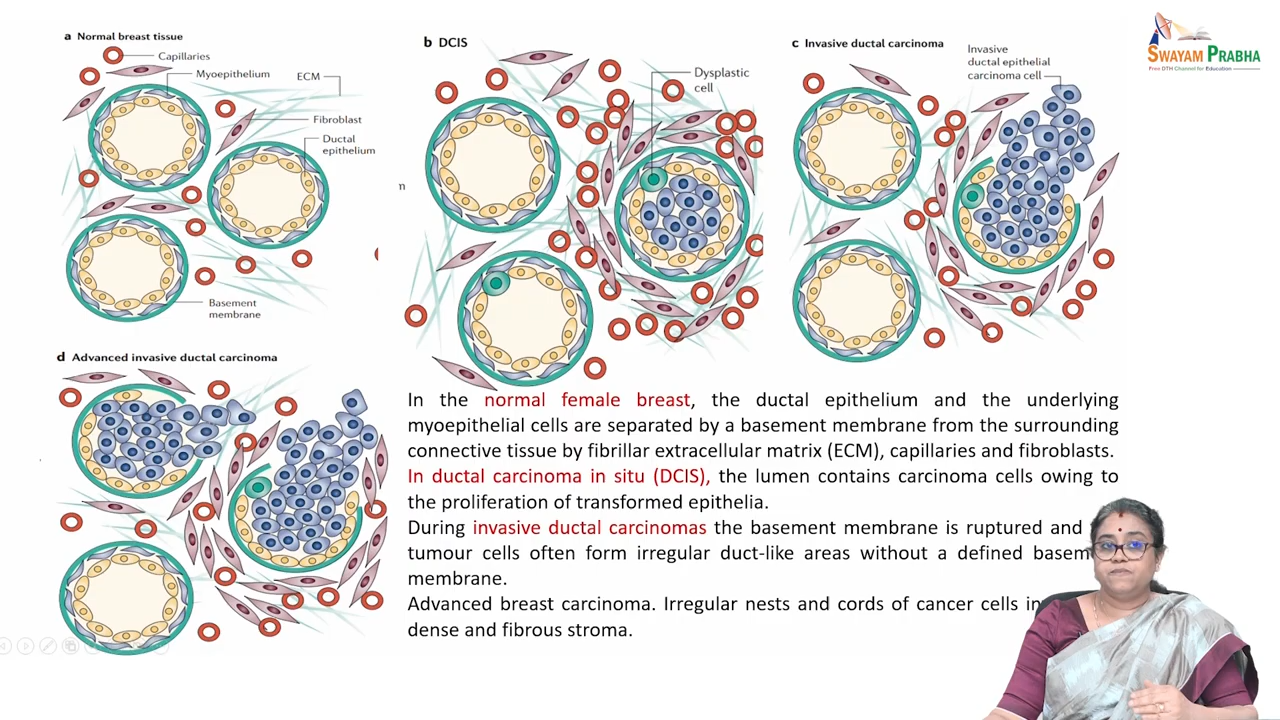 a Normal breast tissue
Capillaries
Myoepithelium
ECM
Fibroblast
Ductal
epithelium
Basement
membrane
b DCIS
Dysplastic
cell
n
c Invasive ductal carcinoma
Invasive
ductal epithelial
carcinoma cell
SWAYAM PRABHA
Free DTH Channel for Education
d Advanced invasive ductal carcinoma
In the normal female breast, the ductal epithelium and the underlying
myoepithelial cells are separated by a basement membrane from the surrounding
connective tissue by fibrillar extracellular matrix (ECM), capillaries and fibroblasts.
In ductal carcinoma in situ (DCIS), the lumen contains carcinoma cells owing to
the proliferation of transformed epithelia.
During invasive ductal carcinomas the basement membrane is ruptured and
tumour cells often form irregular duct-like areas without a defined basem
membrane.
Advanced breast carcinoma. Irregular nests and cords of cancer cells in
dense and fibrous stroma.